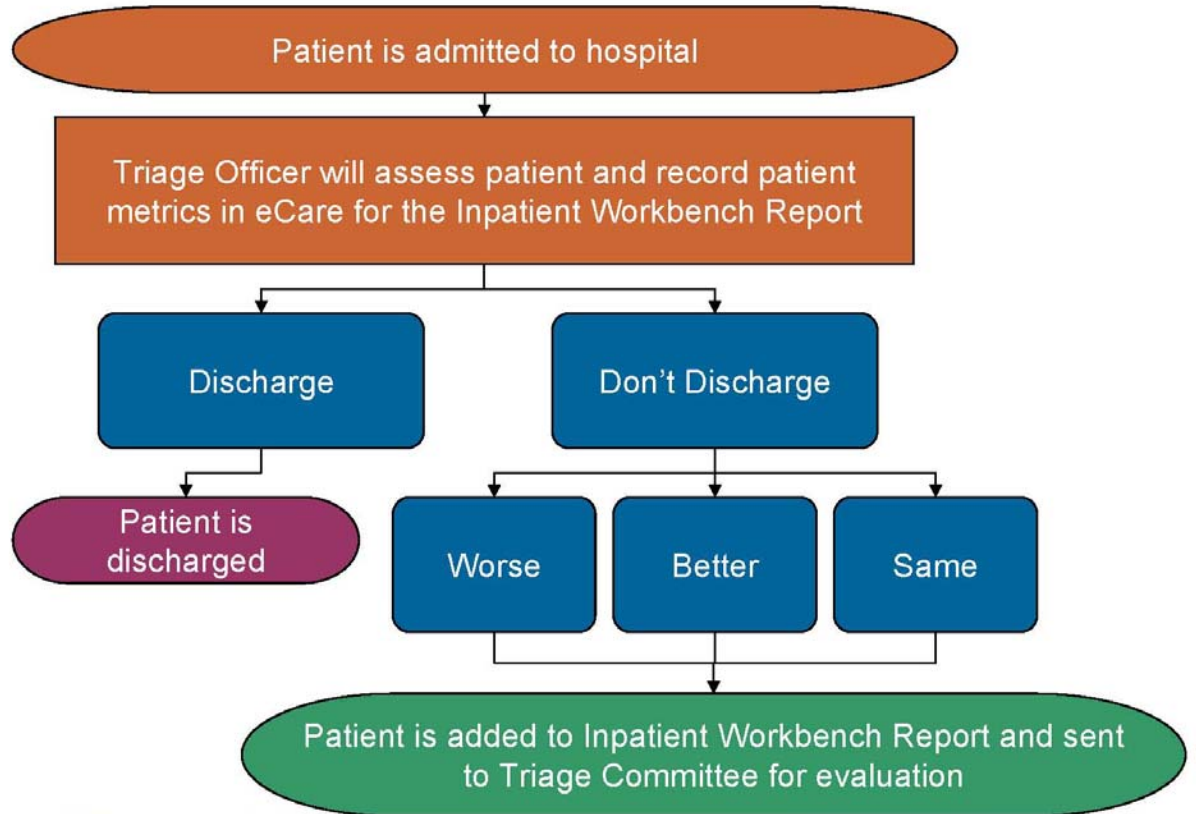 Patient is admitted to hospital
Triage Officer will assess patient and record patient
metrics in eCare for the Inpatient Workbench Report
Discharge
Don't Discharge
Patient is
discharged
Worse
Better
Same
Patient is added to Inpatient Workbench Report and sent
to Triage Committee for evaluation